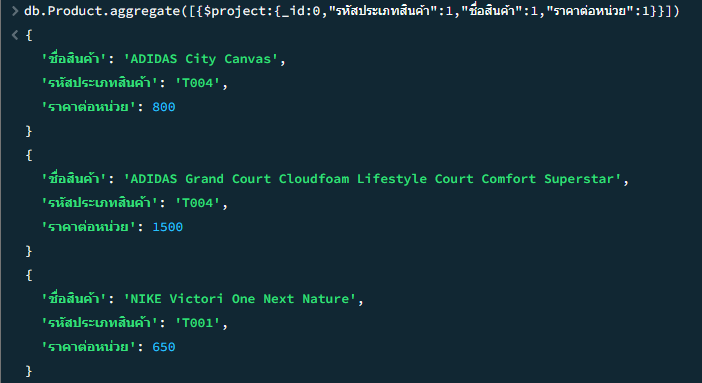 > db.Product.aggregate([{$project:{_id:0,"รหัสประเภทสินค้า":1,"ชื่อสินค้า":1,"ราคาต่อหน่วย":1}}])
< {
'ชื่อสินค้า': 'ADIDAS City Canvas',
'รหัสประเภทสินค้า': 'T004',
'ราคาต่อหน่วย': 800
}
{
'ชื่อสินค้า': 'ADIDAS Grand Court Cloudfoam Lifestyle Court Comfort Superstar',
'รหัสประเภทสินค้า': 'T004',
'ราคาต่อหน่วย': 1500
}
{
'ชื่อสินค้า': 'NIKE Victori One Next Nature',
'รหัสประเภทสินค้า': 'T001',
'ราคาต่อหน่วย': 650
}